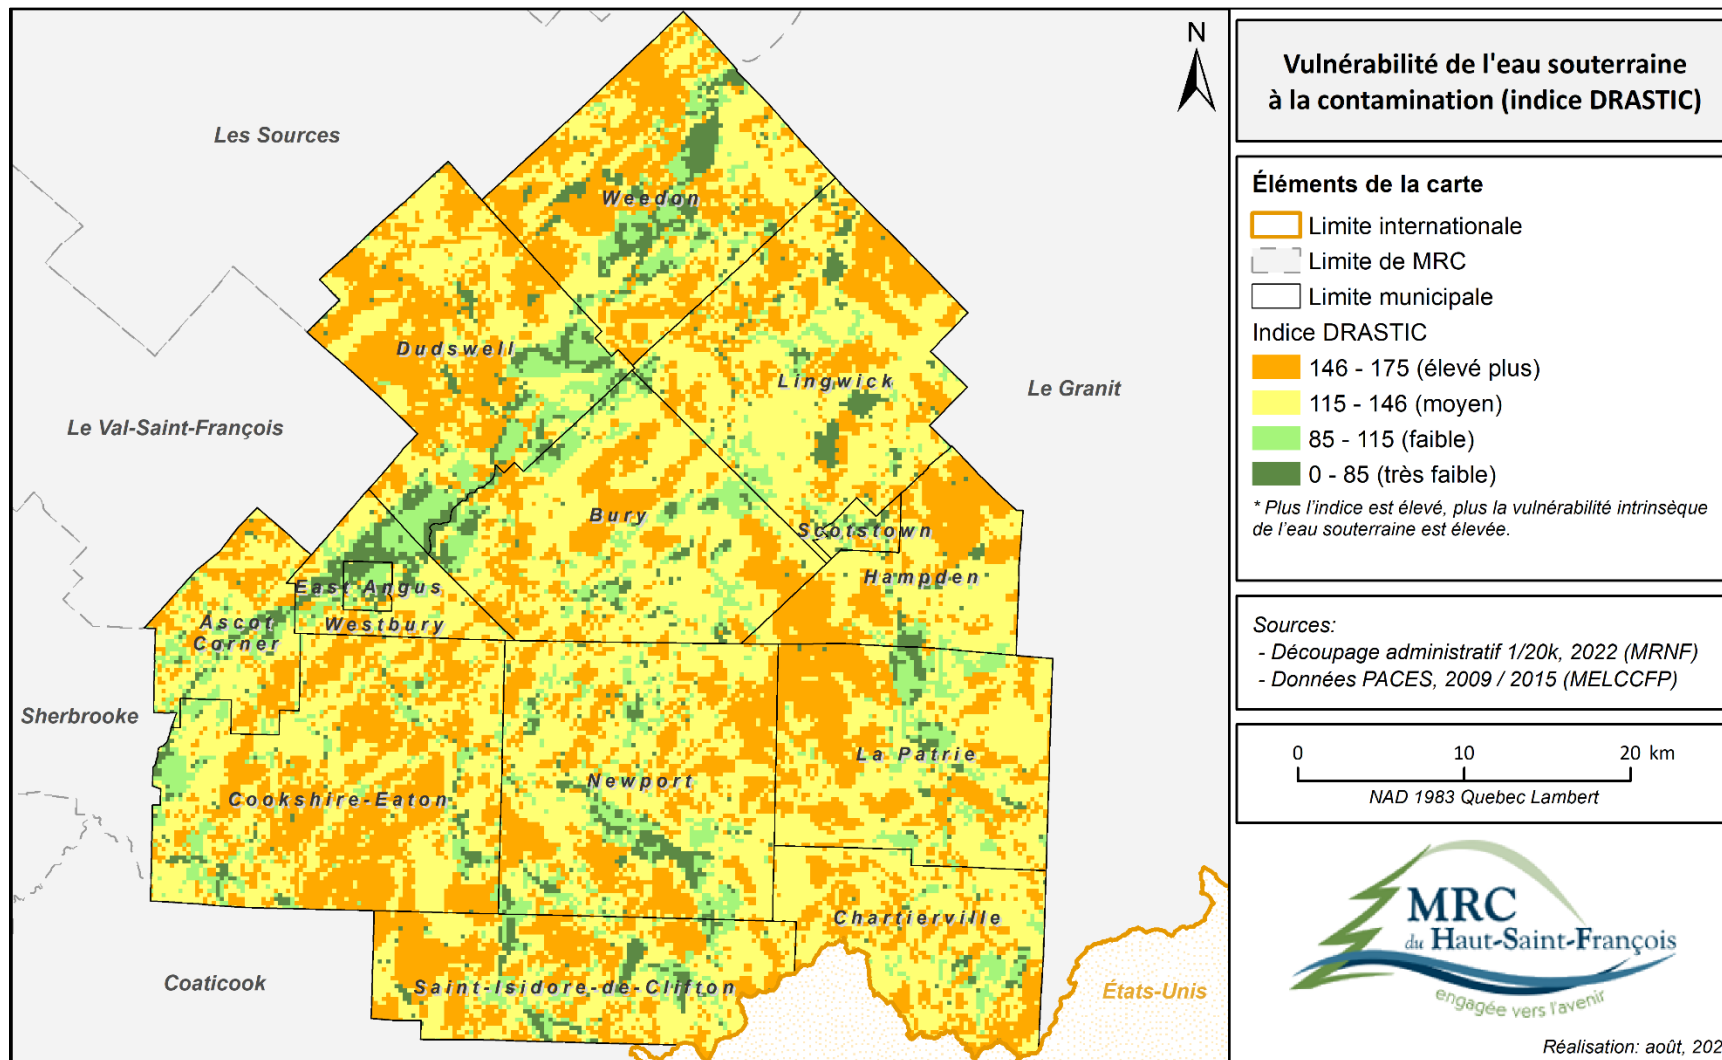 N
Les Sources
Weedon
Dudswell
Lingwick
Le Granit
Le Val-Saint-François
Bury
Scotstown
Hampden
East Angus
Ascot
Corner
Westbury
Sherbrooke
La Patrie
Newport
Cookshire-Eaton
Chartierville
Coaticook
Saint-Isidore-de-Clifton
États-Unis
Vulnérabilité de l'eau souterraine
à la contamination (indice DRASTIC)
Éléments de la carte
Limite internationale
Limite de MRC
Limite municipale
Indice DRASTIC
146 - 175 (élevé plus)
115 - 146 (moyen)
85 - 115 (faible)
0 - 85 (très faible)
* Plus l'indice est élevé, plus la vulnérabilité intrinsèque
de l'eau souterraine est élevée.
Sources:
- Découpage administratif 1/20k, 2022 (MRNF)
- Données PACES, 2009 / 2015 (MELCCFP)
0 10 20 km
NAD 1983 Quebec Lambert
MRC
du Haut-Saint-François
engagée vers l'avenir
Réalisation: août, 202